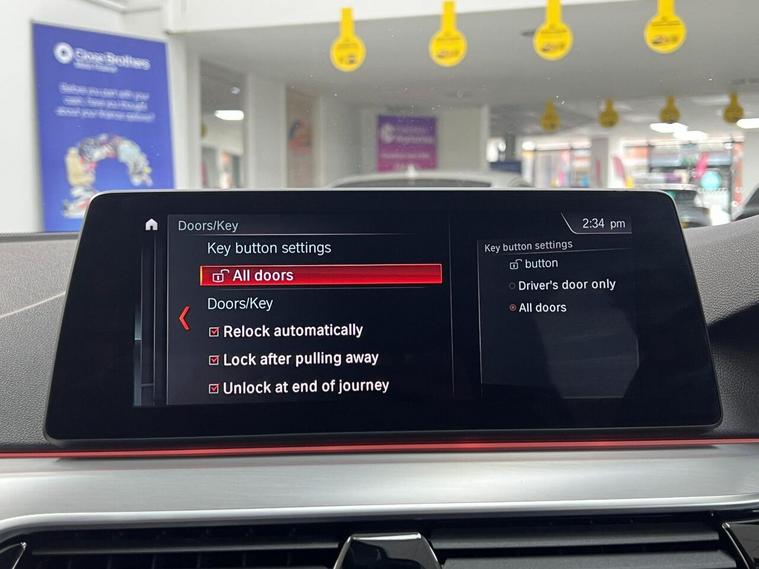 Close Brothers
Doors/Key
2:34 pm
Key button settings
All doors
Doors/Key
Relock automatically
Lock after pulling away
Unlock at end of journey
Key button settings
button
Driver's door only
All doors